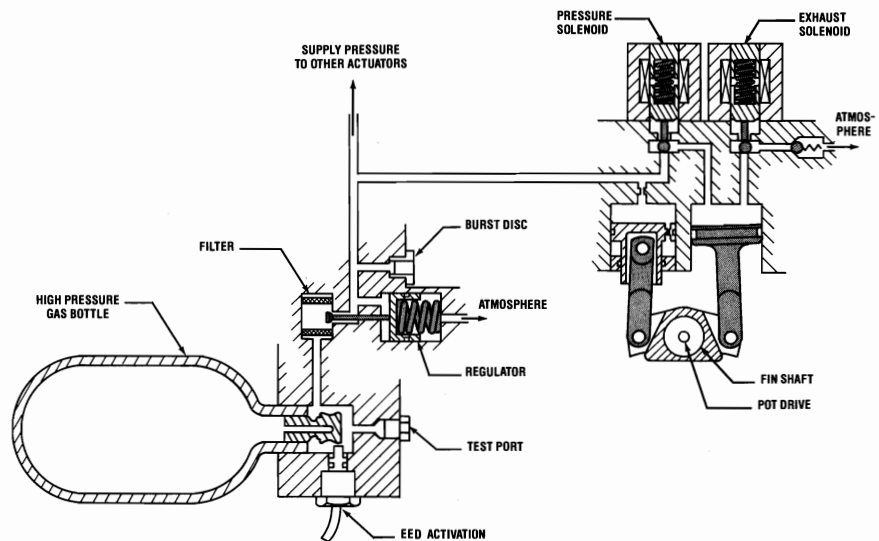 PRESSURE
SOLENOID
EXHAUST
SOLENOID
SUPPLY PRESSURE
TO OTHER ACTUATORS
ATMOS-
PHERE
BURST DISC
FILTER
HIGH PRESSURE
GAS BOTTLE
ATMOSPHERE
REGULATOR
FIN SHAFT
POT DRIVE
TEST PORT
EED ACTIVATION